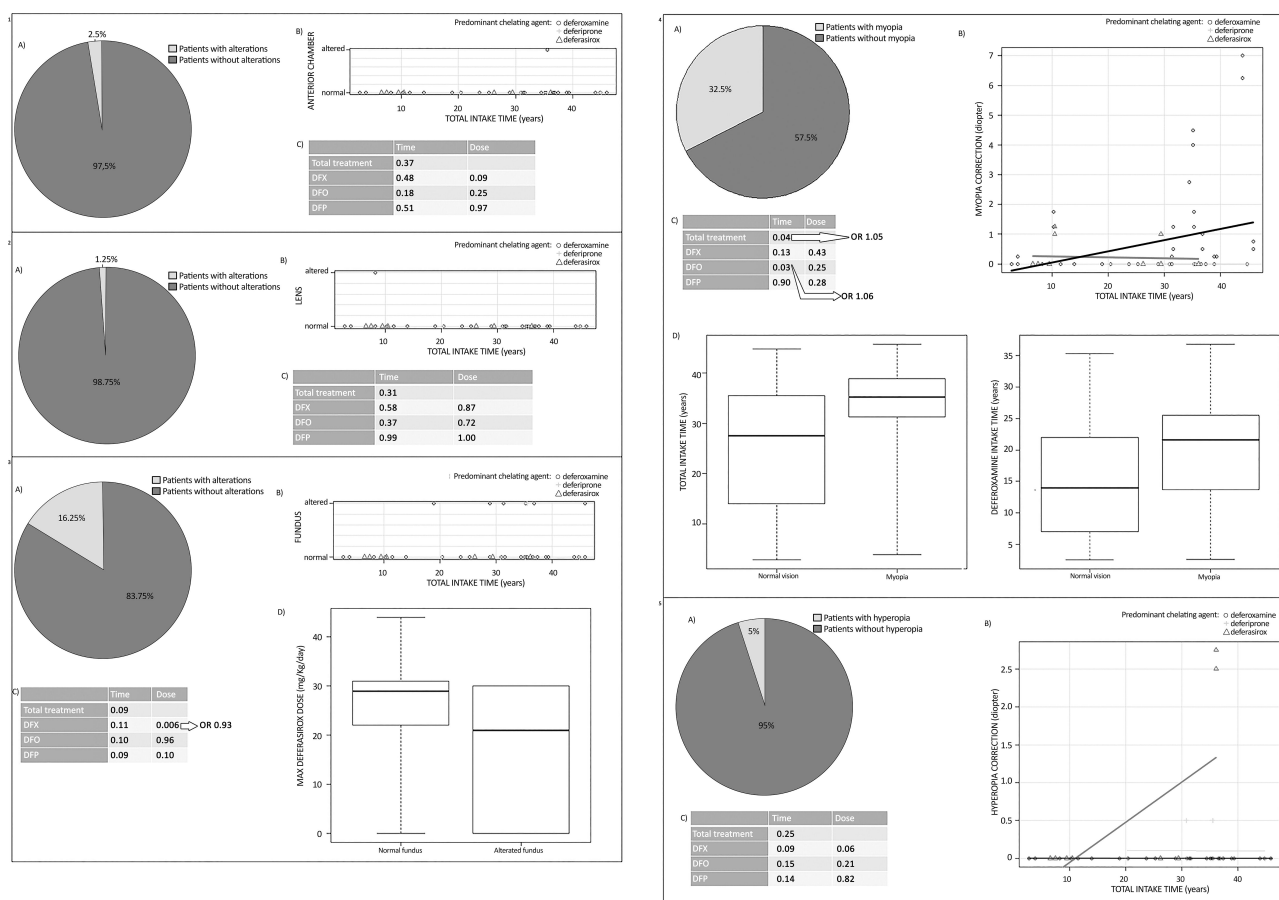 1
A)
2.5%
Patients with alterations
Patients without alterations
97,5%
B)
Predominant chelating agent: deferoxamine
deferiprone
deferasirox
ANTERIOR CHAMBER
altered
normal
10 20 30 40
TOTAL INTAKE TIME (years)
C)
Time Dose
Total treatment 0.37
DFX 0.48 0.09
DFO 0.18 0.25
DFP 0.51 0.97
2
A)
1.25%
Patients with alterations
Patients without alterations
98.75%
B)
Predominant chelating agent: deferoxamine
deferiprone
deferasirox
LENS
altered
normal
10 20 30 40
TOTAL INTAKE TIME (years)
C)
Time Dose
Total treatment 0.31
DFX 0.58 0.87
DFO 0.37 0.72
DFP 0.99 1.00
3
A)
Patients with alterations
Patients without alterations
16.25%
83.75%
B)
Predominant chelating agent: deferoxamine
deferiprone
deferasirox
FUNDUS
altered
normal
10 20 30 40
TOTAL INTAKE TIME (years)
C)
Time Dose
Total treatment 0.09
DFX 0.11 0.006 OR 0.93
DFO 0.10 0.96
DFP 0.09 0.10
D)
MAX DEFERASIROX DOSE (mg/Kg/day)
40
30
20
10
0
Normal fundus Alterated fundus
4
A)
Patients with myopia
Patients without myopia
32.5%
57.5%
B)
Predominant chelating agent: deferoxamine
deferiprone
deferasirox
MYOPIA CORRECTION (diopter)
7
6
5
4
3
2
1
0
10 20 30 40
TOTAL INTAKE TIME (years)
C)
Time Dose
Total treatment 0.04 OR 1.05
DFX 0.13 0.43
DFO 0.03 0.25
DFP 0.90 0.28
OR 1.06
D)
TOTAL INTAKE TIME (years)
40
30
20
10
Normal vision Myopia
DEFEROXAMINE INTAKE TIME (years)
35
30
25
20
15
10
5
Normal vision Myopia
5
A)
Patients with hyperopia
Patients without hyperopia
5%
95%
B)
Predominant chelating agent: deferoxamine
deferiprone
deferasirox
HYPEROPIA CORRECTION (diopter)
2.5
2.0
1.5
1.0
0.5
0
10 20 30 40
TOTAL INTAKE TIME (years)
C)
Time Dose
Total treatment 0.25
DFX 0.09 0.06
DFO 0.15 0.21
DFP 0.14 0.82